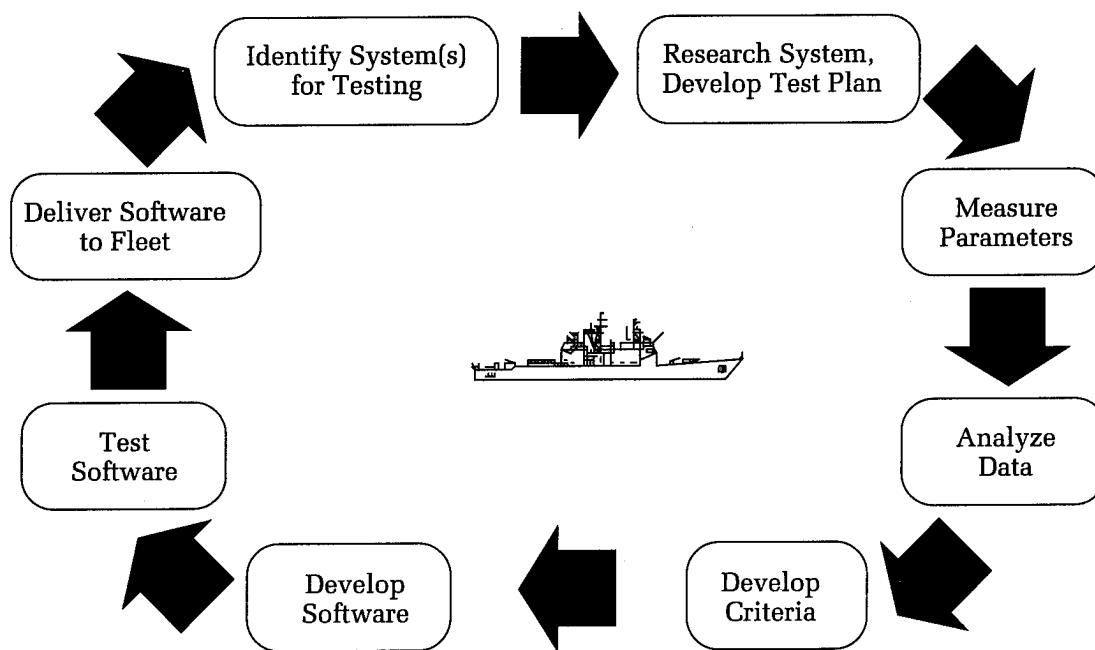 Identify System(s)
for Testing
Research System,
Develop Test Plan
Measure
Parameters
Analyze
Data
Develop
Criteria
Develop
Software
Test
Software
Deliver Software
to Fleet